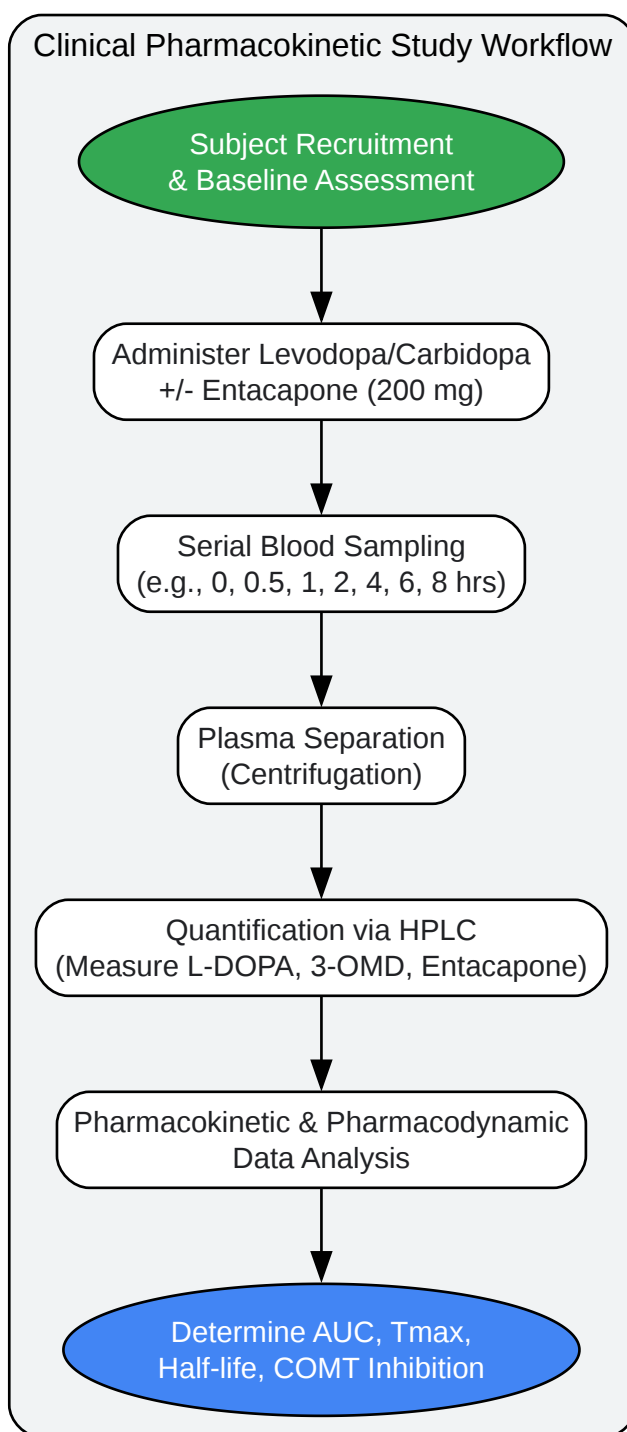 Clinical Pharmacokinetic Study Workflow
Subject Recruitment
& Baseline Assessment
Administer Levodopa/Carbidopa
+/- Entacapone (200 mg)
Serial Blood Sampling
(e.g., 0, 0.5, 1, 2, 4, 6, 8 hrs)
Plasma Separation
(Centrifugation)
Quantification via HPLC
(Measure L-DOPA, 3-OMD, Entacapone)
Pharmacokinetic & Pharmacodynamic
Data Analysis
Determine AUC, Tmax,
Half-life, COMT Inhibition